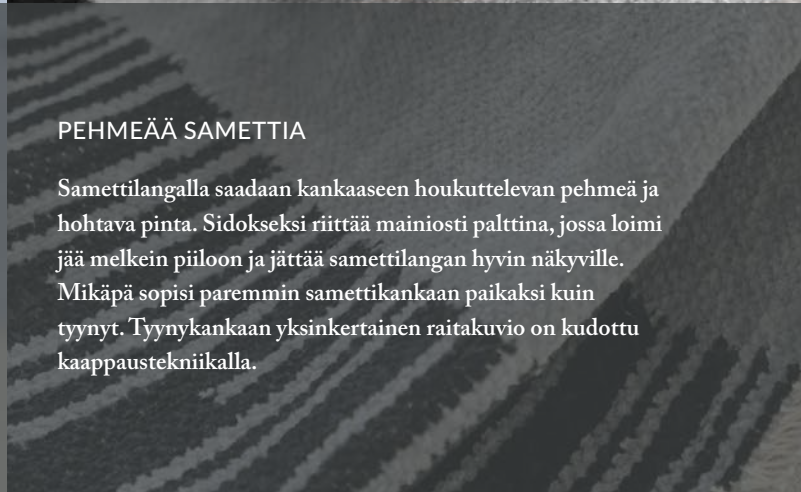 PEHMEÄÄ SAMETTIA
Samettilangalla saadaan kankaaseen houkuttelevan pehmeä ja
hohtava pinta. Sidokseksi riittää mainiosti palttina, jossa loimi
jää melkein piiloon ja jättää samettilangan hyvin näkyville.
Mikäpä sopisi paremmin samettikankaan paikaksi kuin
tyynyt. Tyynykankaan yksinkertainen raitakuvio on kudottu
kaappaustekniikalla.